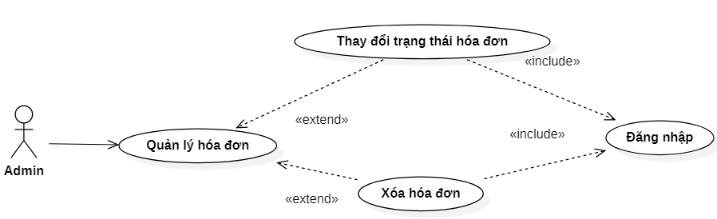 Thay đổi trạng thái hóa đơn
«include»
«extend»
«include»
Đăng nhập
Quản lý hóa đơn
Admin
Xóa hóa đơn
«extend»